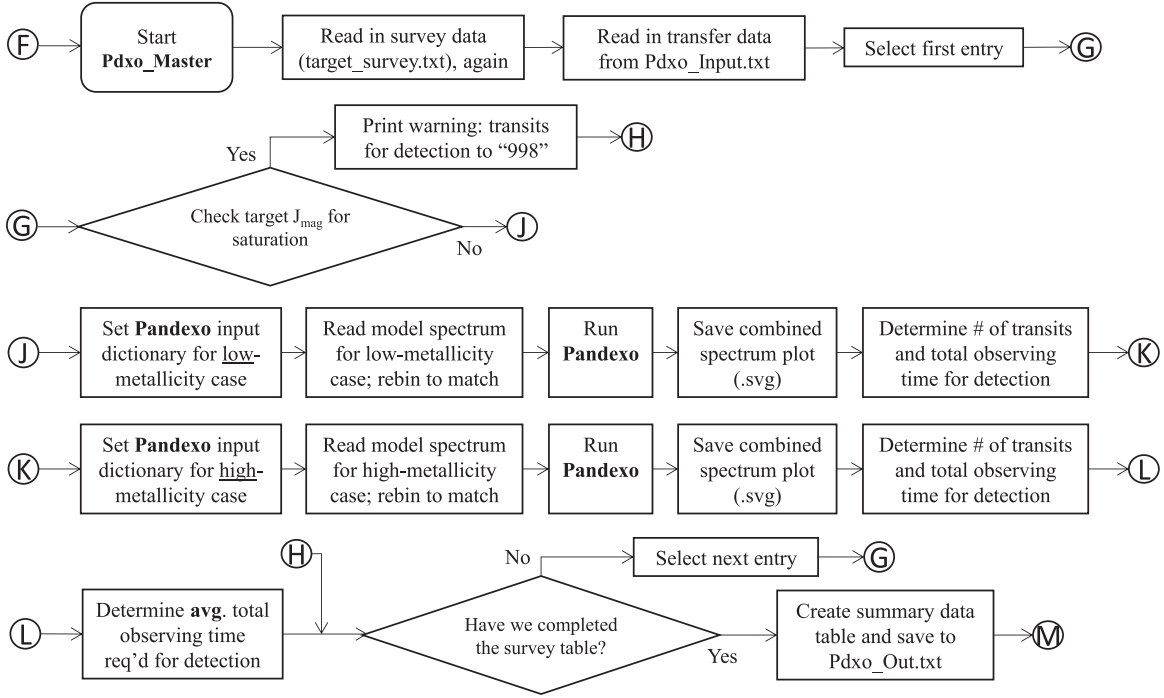 F
Start
Pdxo_Master
Read in survey data
(target_survey.txt), again
Read in transfer data
from Pdxo_Input.txt
Select first entry
G
Print warning: transits
for detection to “998”
H
Yes
G
Check target Jmag for
saturation
J
No
J
Set Pandexo input
dictionary for low-
metallicity case
Read model spectrum
for low-metallicity
case; rebin to match
Run
Pandexo
Save combined
spectrum plot
(.svg)
Determine # of transits
and total observing
time for detection
K
K
Set Pandexo input
dictionary for high-
metallicity case
Read model spectrum
for high-metallicity
case; rebin to match
Run
Pandexo
Save combined
spectrum plot
(.svg)
Determine # of transits
and total observing
time for detection
L
H
No
Select next entry
G
L
Determine avg. total
observing time
req’d for detection
Have we completed
the survey table?
Yes
Create summary data
table and save to
Pdxo_Out.txt
M